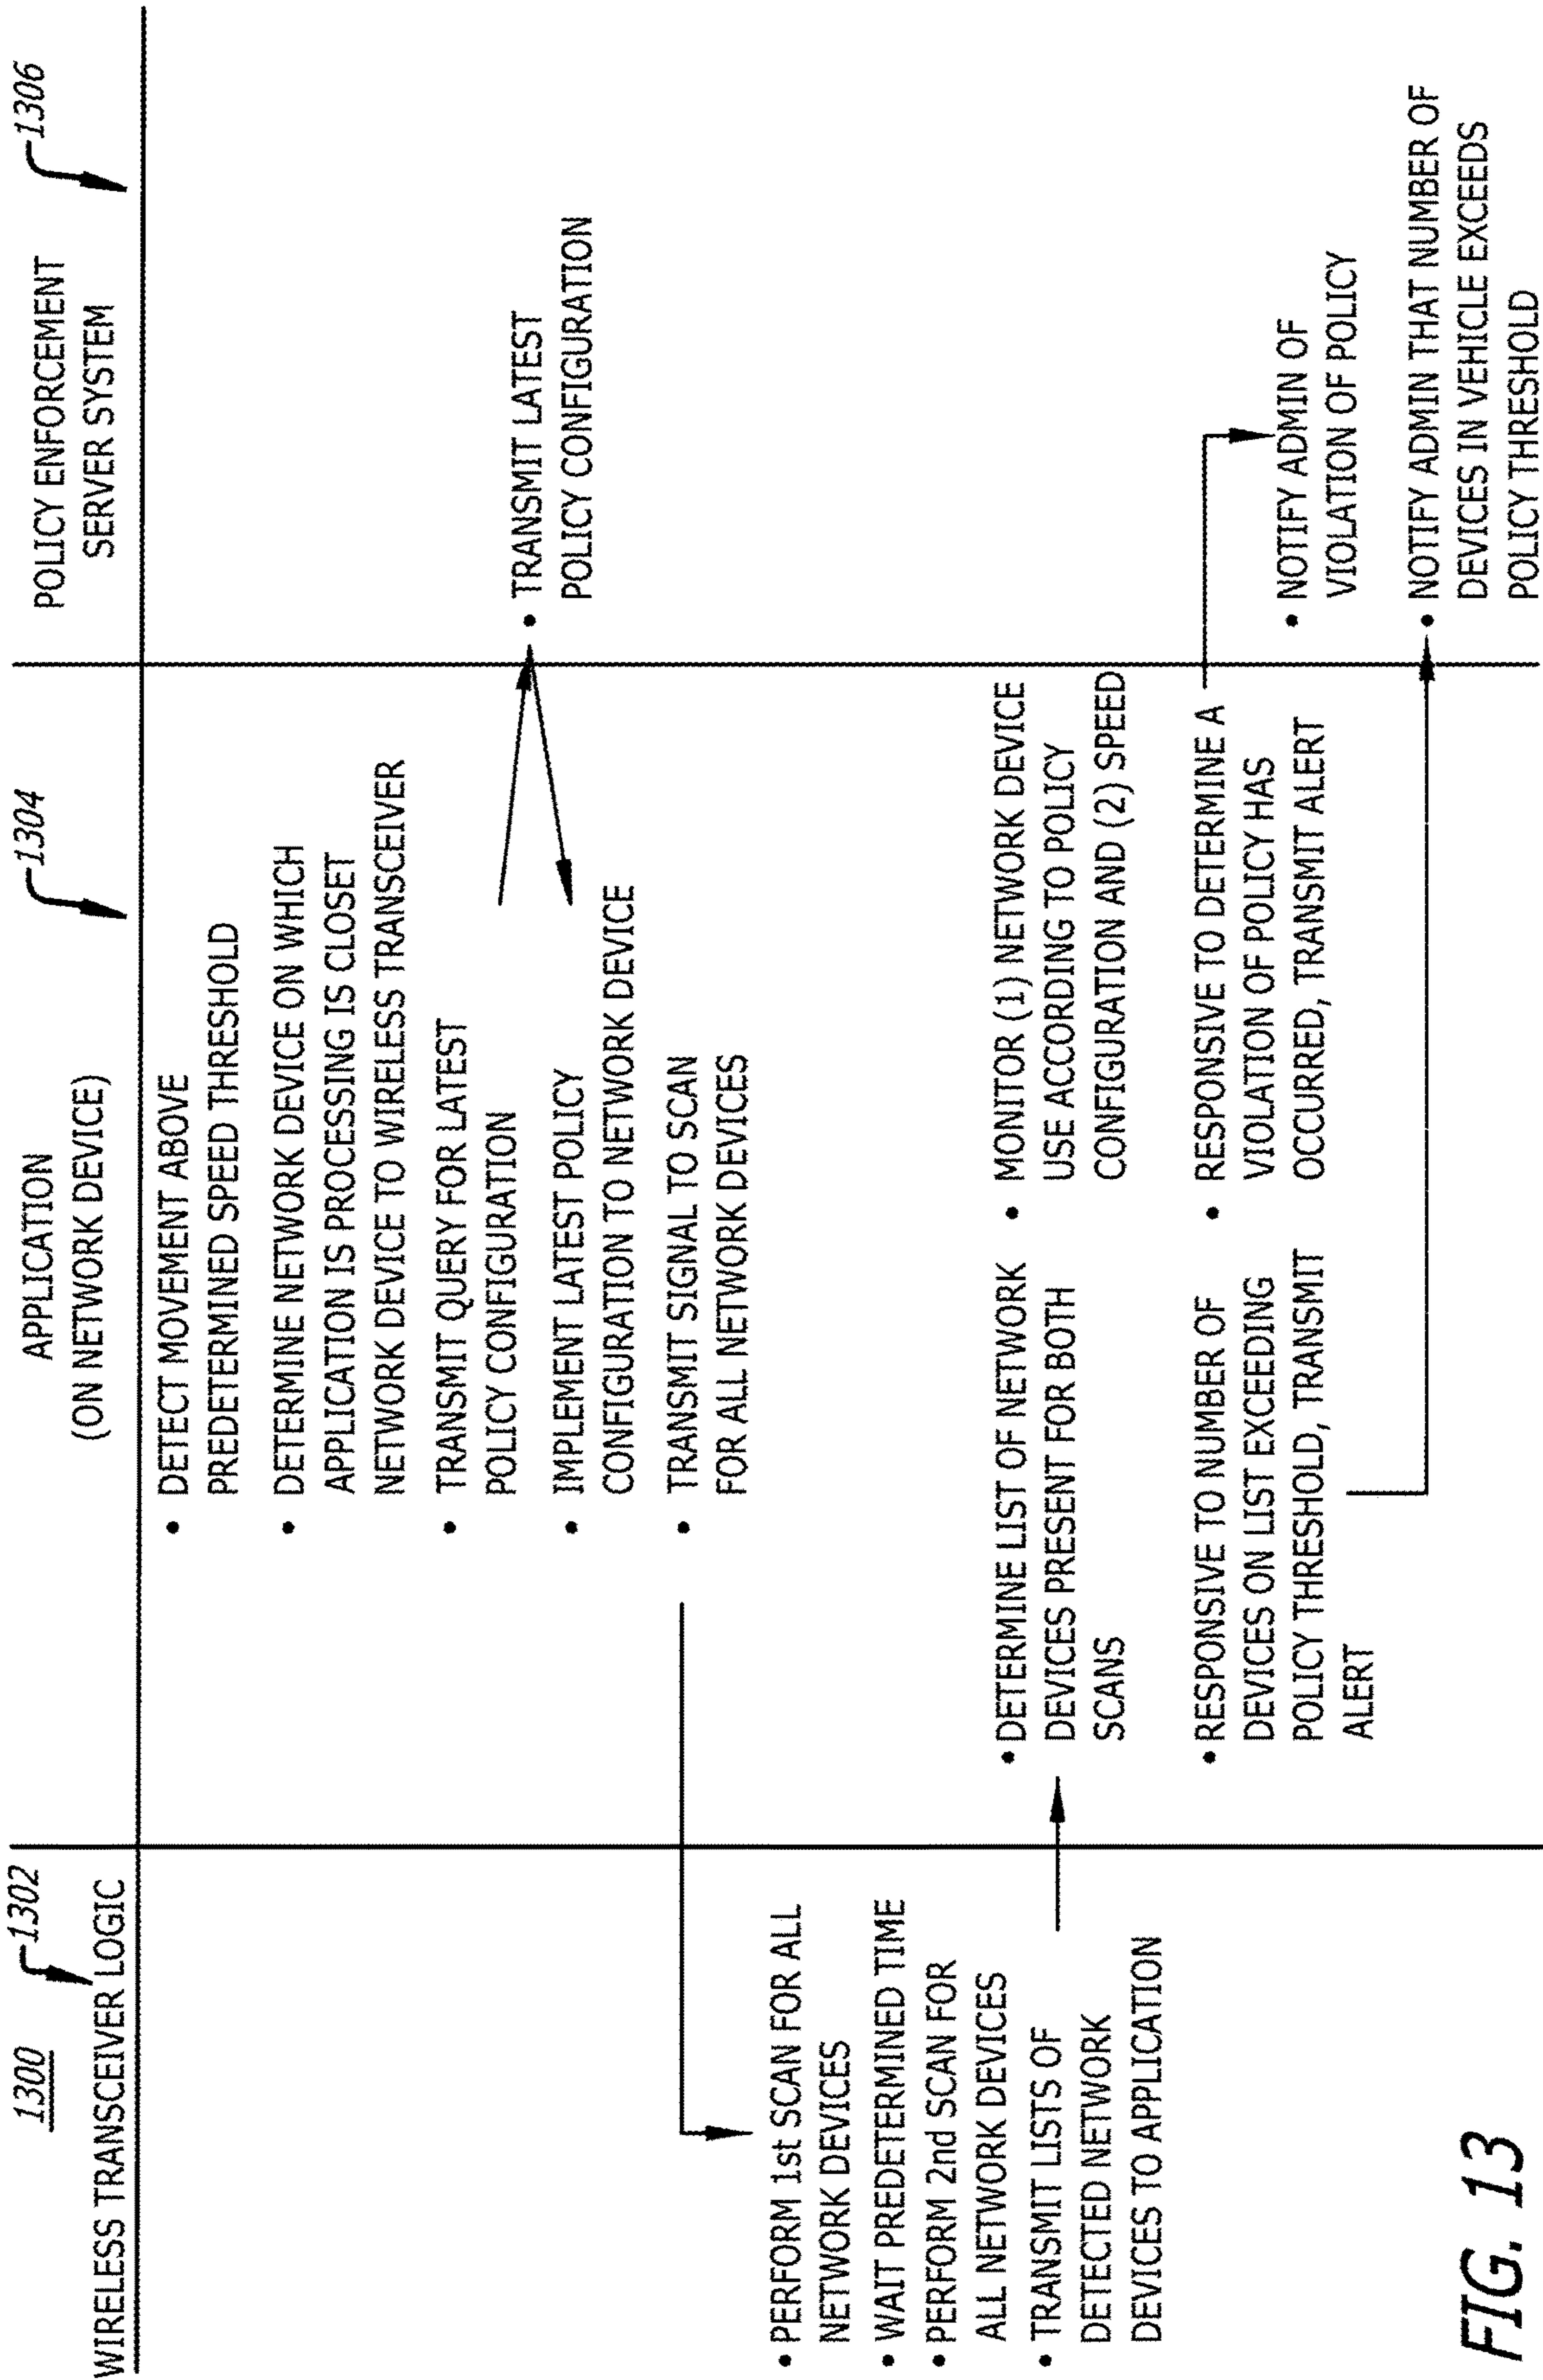 1300
1302
WIRELESS TRANSCEIVER LOGIC
APPLICATION
(ON NETWORK DEVICE)
1304
POLICY ENFORCEMENT
SERVER SYSTEM
1306
• DETECT MOVEMENT ABOVE
PREDETERMINED SPEED THRESHOLD
• DETERMINE NETWORK DEVICE ON WHICH
APPLICATION IS PROCESSING IS CLOSET
NETWORK DEVICE TO WIRELESS TRANSCEIVER
• TRANSMIT QUERY FOR LATEST
POLICY CONFIGURATION
• TRANSMIT LATEST
POLICY CONFIGURATION
• IMPLEMENT LATEST POLICY
CONFIGURATION TO NETWORK DEVICE
• TRANSMIT SIGNAL TO SCAN
FOR ALL NETWORK DEVICES
• PERFORM 1st SCAN FOR ALL
NETWORK DEVICES
• WAIT PREDETERMINED TIME
• PERFORM 2nd SCAN FOR
ALL NETWORK DEVICES
• TRANSMIT LISTS OF
DETECTED NETWORK
DEVICES TO APPLICATION
• DETERMINE LIST OF NETWORK
DEVICES PRESENT FOR BOTH
SCANS
• RESPONSIVE TO NUMBER OF
DEVICES ON LIST EXCEEDING
POLICY THRESHOLD, TRANSMIT
ALERT
• MONITOR (1) NETWORK DEVICE
USE ACCORDING TO POLICY
CONFIGURATION AND (2) SPEED
• RESPONSIVE TO DETERMINE A
VIOLATION OF POLICY HAS
OCCURRED, TRANSMIT ALERT
• NOTIFY ADMIN OF
VIOLATION OF POLICY
• NOTIFY ADMIN THAT NUMBER OF
DEVICES IN VEHICLE EXCEEDS
POLICY THRESHOLD
FIG. 13